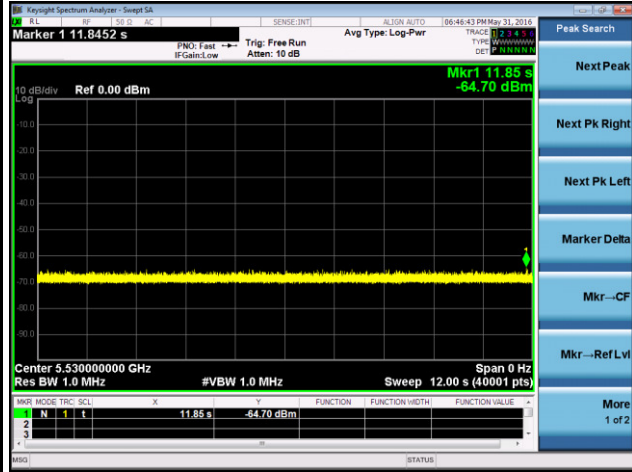 Keysight Spectrum Analyzer - Swept SA
RL RF 50 Ω AC SENSE:INT ALIGN AUTO 06:46:43 PM May 31, 2016
Marker 1 11.8452 s
PNO: Fast
IFGain:Low
Trig: Free Run
Atten: 10 dB
Avg Type: Log-Pwr
TRACE 1 2 3 4 5 6
TYPE WWWWWW
DET P N N N N N
Peak Search
Mkr1 11.85 s
-64.70 dBm
10 dB/div Ref 0.00 dBm
Log
-10.0
-20.0
-30.0
-40.0
-50.0
-60.0
-70.0
-80.0
-90.0
1
Center 5.530000000 GHz Span 0 Hz
Res BW 1.0 MHz #VBW 1.0 MHz Sweep 12.00 s (40001 pts)
MKR MODE TRC SCL X Y FUNCTION FUNCTION WIDTH FUNCTION VALUE
1 N 1 t 11.85 s -64.70 dBm
2
3
MSG STATUS
Next Peak
Next Pk Right
Next Pk Left
Marker Delta
Mkr→CF
Mkr→Ref Lvl
More
1 of 2